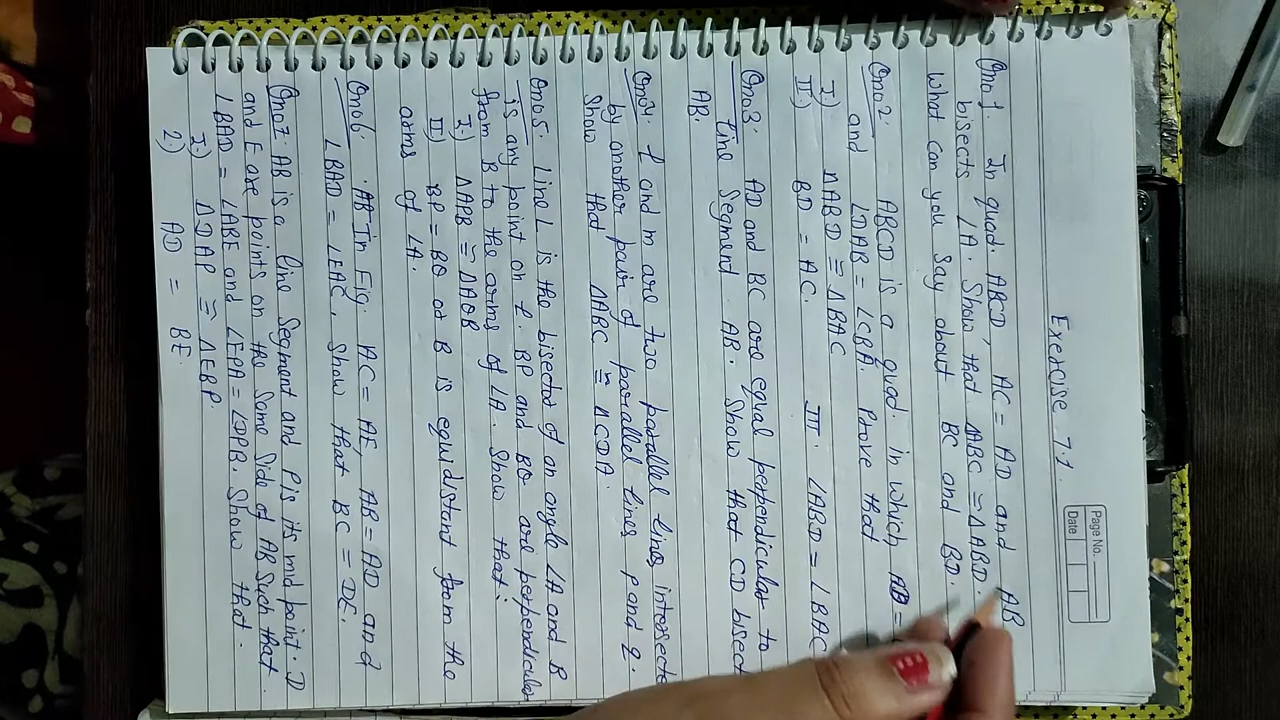 Page No.
Date
Exercise 7.1
Qno1. In quad. ABCD, AC = AD and AB
bisects ∠A. Show that ΔABC ≅ ΔABD.
What can you say about BC and BD.
Qno2. ABCD is a quad. in which AD =
and ∠DAB = ∠CBA. Prove that
I) ΔABD ≅ ΔBAC III. ∠ABD = ∠BAC
II) BD = AC.
Qno3. AD and BC are equal perpendicular to
line Segment AB. Show that CD bisect
AB.
Qno4. l and m are two parallel lines intersecte
by another pair of parallel lines p and q.
Show that ΔABC ≅ ΔCDA.
Qno5. Line L is the bisector of an angle ∠A and B
is any point on l. BP and BQ are perpendicular
from B to the arms of ∠A. Show that:
I) ΔAPB ≅ ΔAQB
II) BP = BQ or B is equidistant from the
arms of ∠A.
Qno6. AB In Fig. AC = AE, AB = AD and
∠BAD = ∠EAC. Show that BC = DE.
Qno7. AB is a line Segment and P is its mid point. D
and E are points on the Same Side of AB Such that
∠BAD = ∠ABE and ∠EPA = ∠DPB. Show that.
I.) ΔDAP ≅ ΔEBP.
2.) AD = BE.